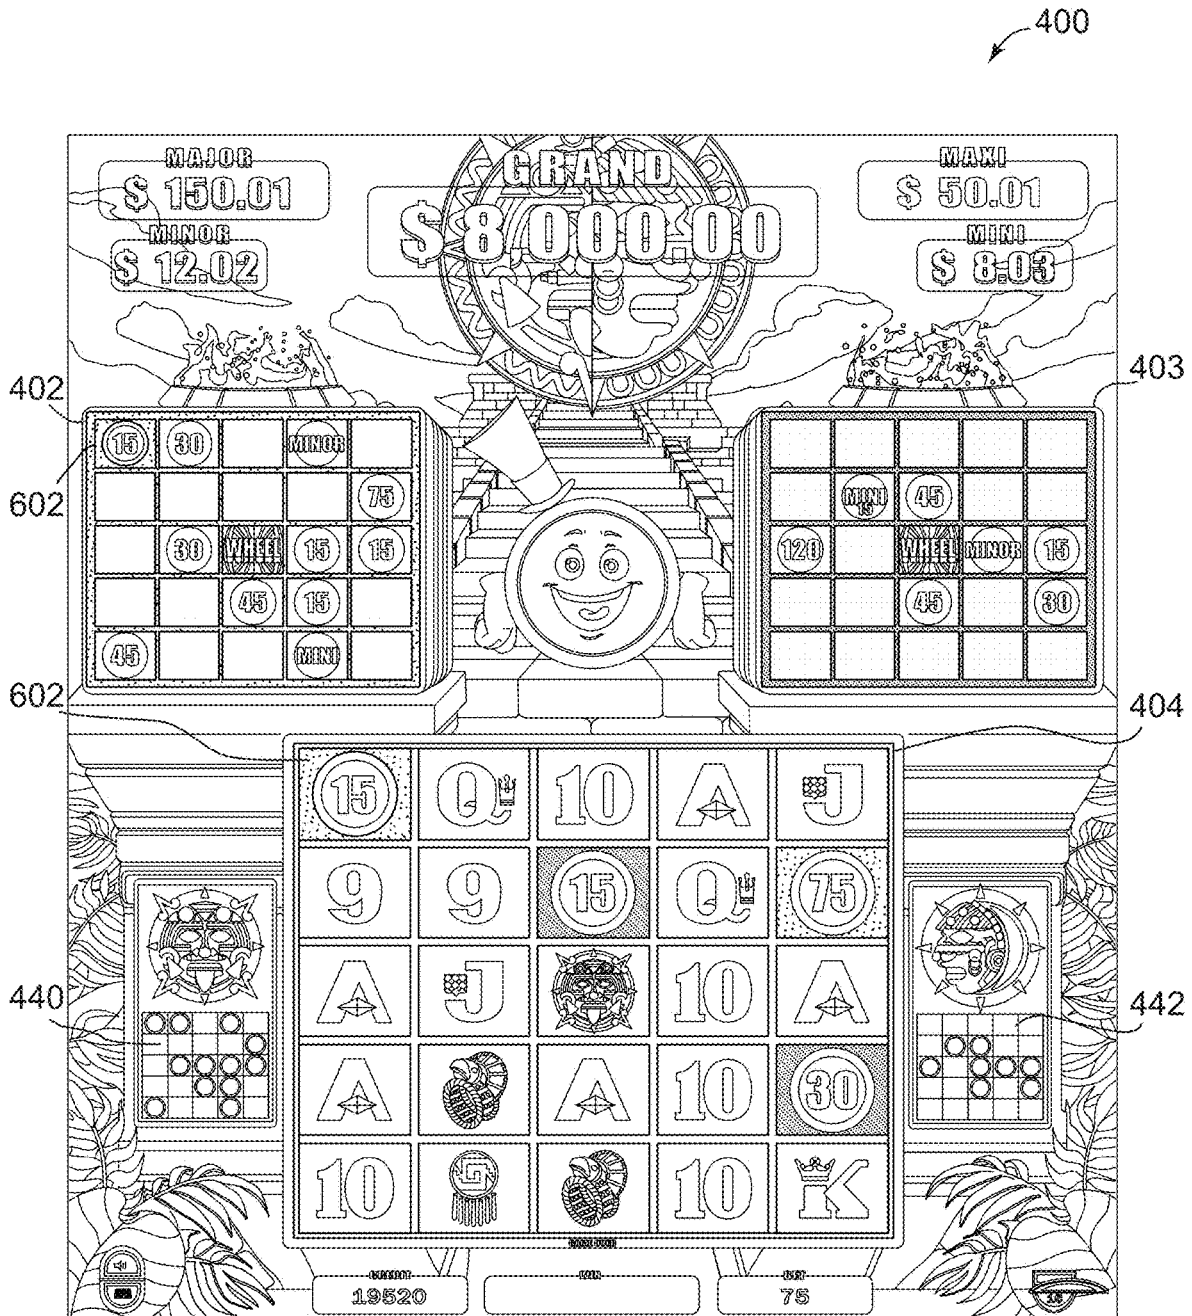 400
MAJOR
$ 150.01
GRAND
$ 8 000.00
MAXI
$ 50.01
MINOR
$ 12.02
MINI
$ 8.03
402
403
602
15 30 MINOR
75
30 WHEEL 15 15
45 15
45 MINI
MINI 45
15
120 WHEEL MINOR 15
45 30
602
404
15 Q 10 A J
9 9 15 Q 75
A J 10 A
A A 10 30
10 10 K
440
442
GAME OVER
CREDIT
19520
WIN
BET
75